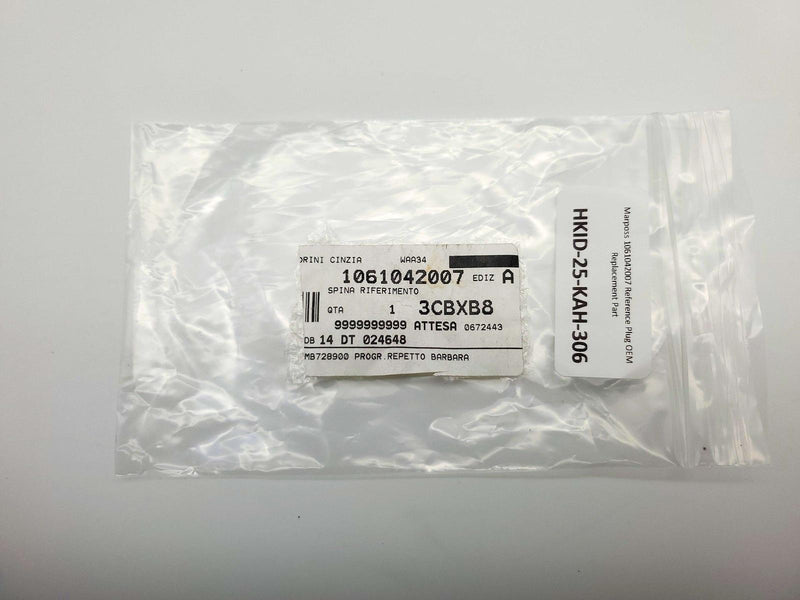 ORINI CINZIA WAA34
1061042007 EDIZ A
SPINA RIFERIMENTO
QTA 1 3CBXB8
9999999999 ATTESA 0672443
DB 14 DT 024648
MB728900 PROGR.REPETTO BARBARA
Marposs 1061042007 Reference Plug OEM
Replacement Part
HKID-25-KAH-306